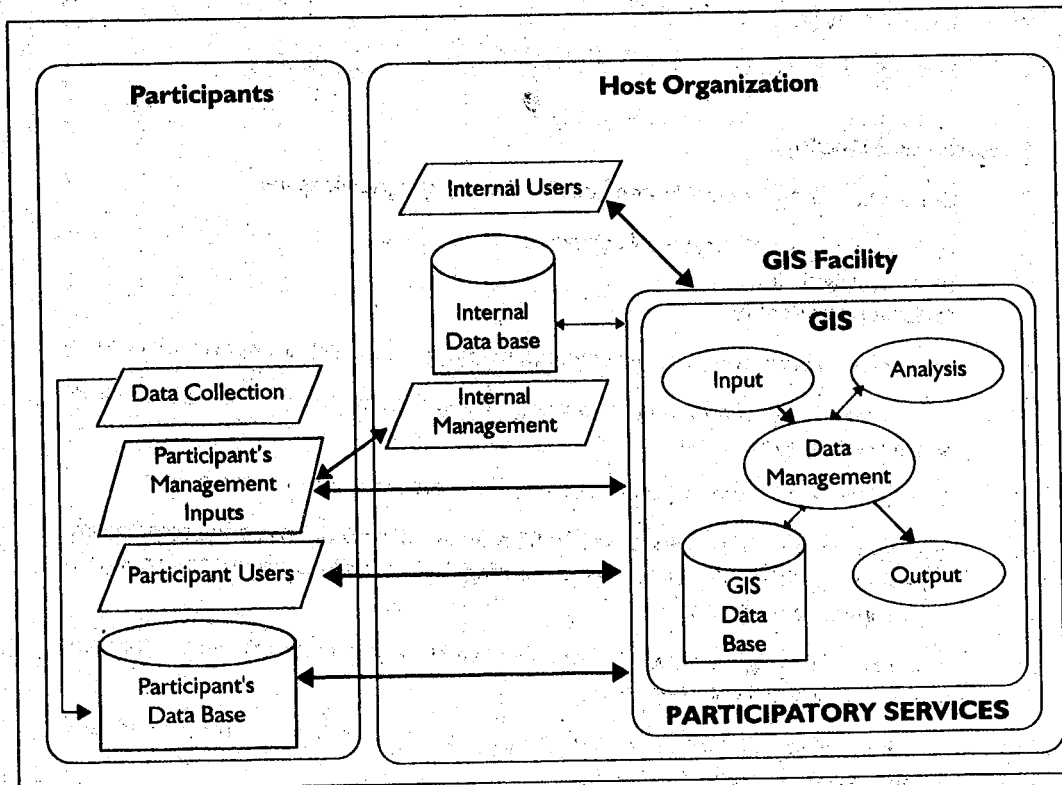 Participants
Host Organization
Internal Users
GIS Facility
Internal
Data base
GIS
Input
Analysis
Data Collection
Internal
Management
Participant's
Management
Inputs
Data
Management
Participant Users
GIS
Data
Base
Output
Participant's
Data Base
PARTICIPATORY SERVICES